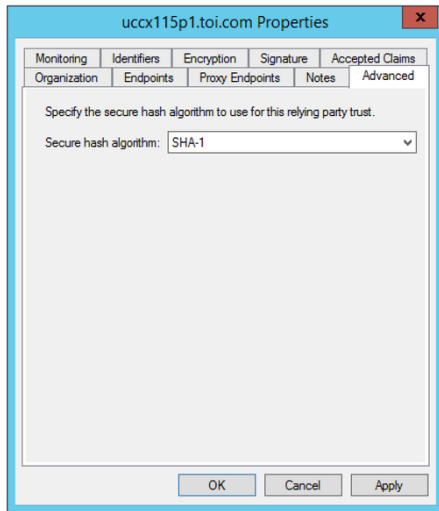 uccx115p1.toi.com Properties
x
Monitoring Identifiers Encryption Signature Accepted Claims
Organization Endpoints Proxy Endpoints Notes Advanced
Specify the secure hash algorithm to use for this relying party trust.
Secure hash algorithm: SHA-1
OK Cancel Apply